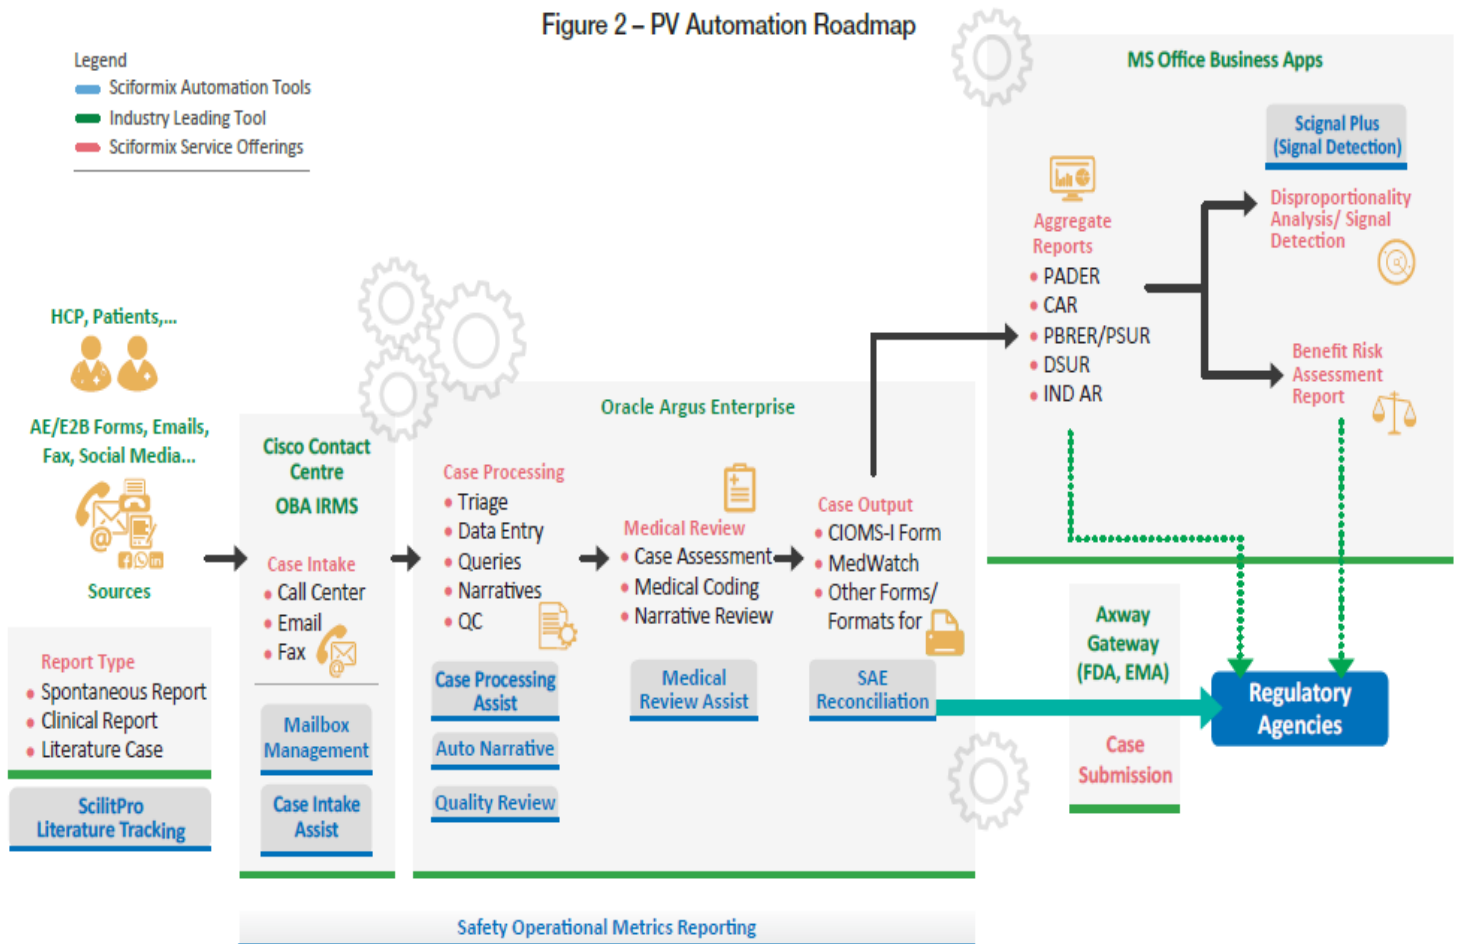 Figure 2 – PV Automation Roadmap
Legend
Sciformix Automation Tools
Industry Leading Tool
Sciformix Service Offerings
HCP, Patients,...
AE/E2B Forms, Emails,
Fax, Social Media...
Sources
Report Type
• Spontaneous Report
• Clinical Report
• Literature Case
ScilitPro
Literature Tracking
Cisco Contact
Centre
OBA IRMS
Case Intake
• Call Center
• Email
• Fax
Mailbox
Management
Case Intake
Assist
Oracle Argus Enterprise
Case Processing
• Triage
• Data Entry
• Queries
• Narratives
• QC
Case Processing
Assist
Auto Narrative
Quality Review
Medical Review
• Case Assessment
• Medical Coding
• Narrative Review
Medical
Review Assist
Case Output
• CIOMS-I Form
• MedWatch
• Other Forms/
Formats for
SAE
Reconciliation
MS Office Business Apps
Aggregate
Reports
• PADER
• CAR
• PBRER/PSUR
• DSUR
• IND AR
Scignal Plus
(Signal Detection)
Disproportionality
Analysis/ Signal
Detection
Benefit Risk
Assessment
Report
Axway
Gateway
(FDA, EMA)
Case
Submission
Regulatory
Agencies
Safety Operational Metrics Reporting